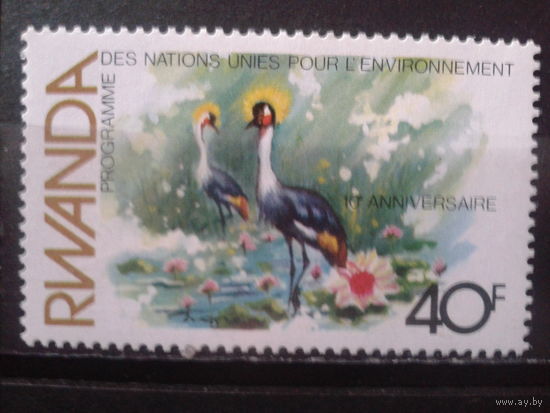 RWANDA
PROGRAMME
DES NATIONS UNIES POUR L'ENVIRONNEMENT
10e ANNIVERSAIRE
40F
www.ay.by